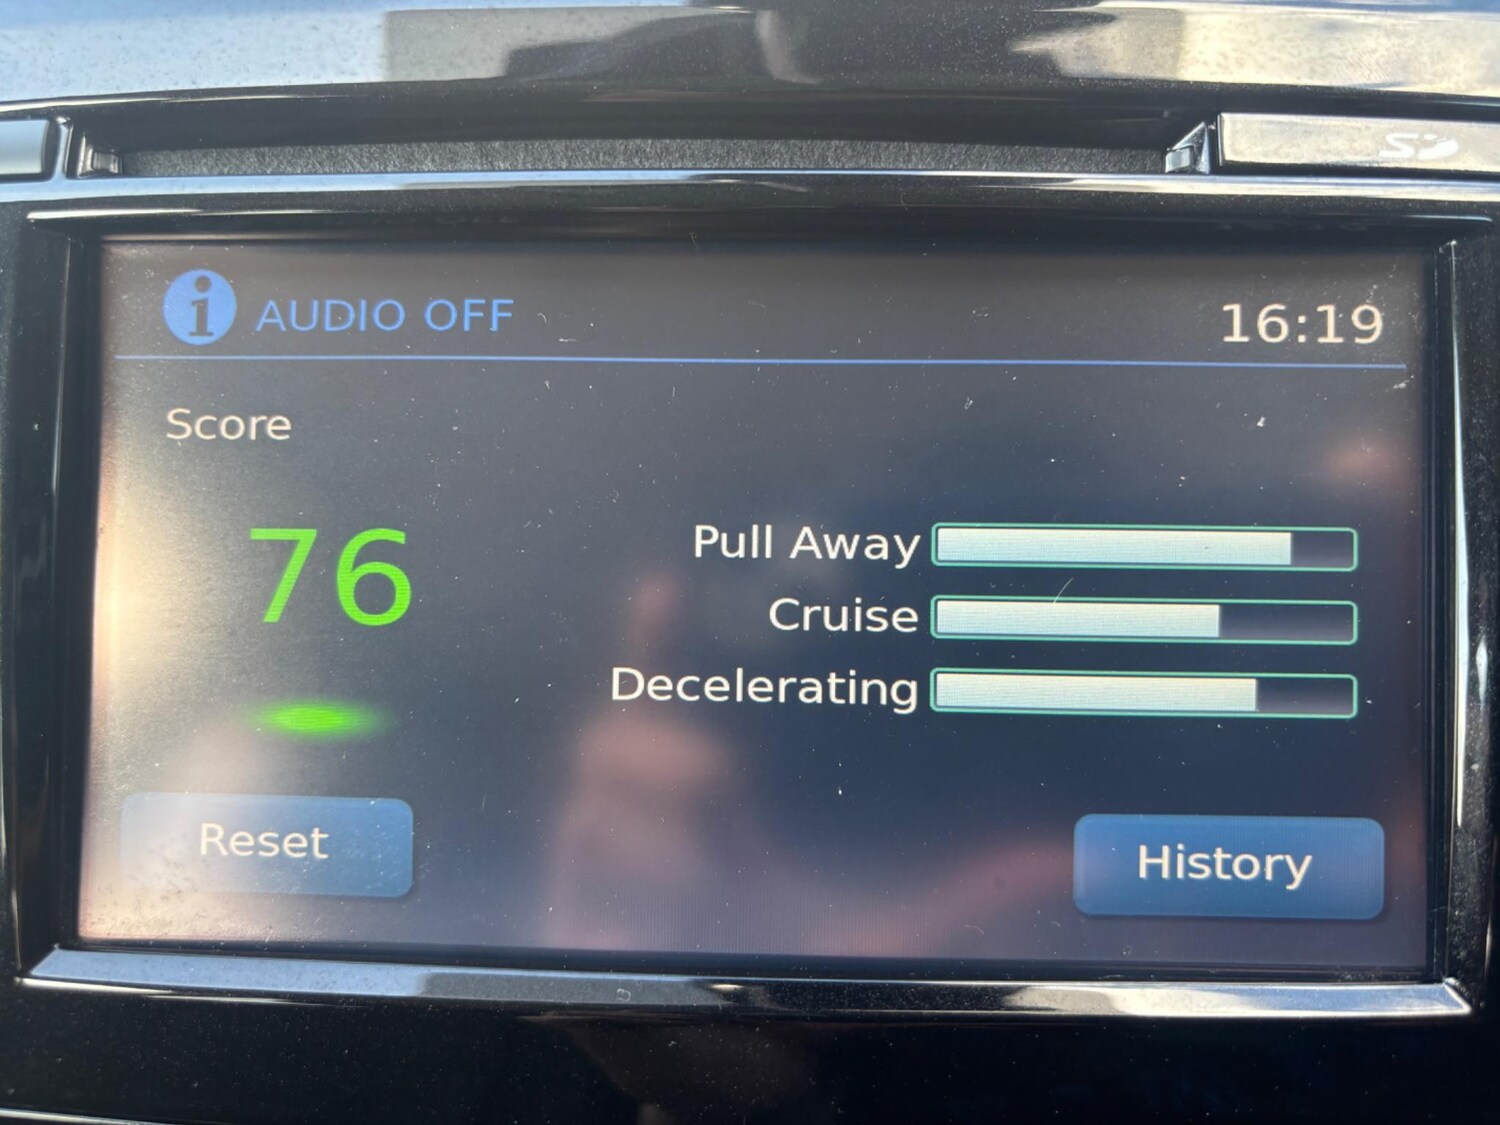 SD
i AUDIO OFF
16:19
Score
76
Pull Away
Cruise
Decelerating
Reset
History